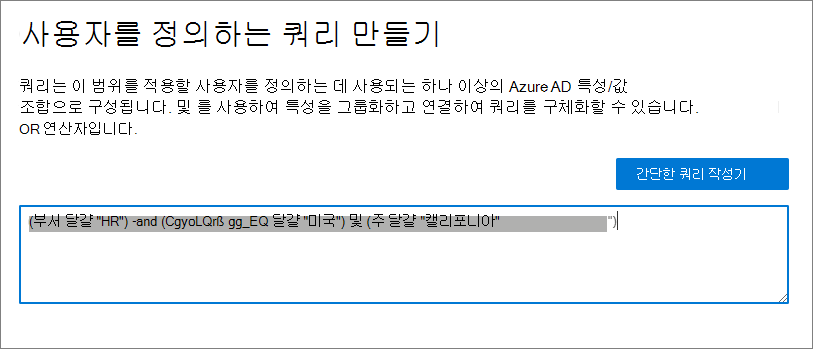 사용자를 정의하는 쿼리 만들기
쿼리는 이 범위를 적용할 사용자를 정의하는 데 사용되는 하나 이상의 Azure AD 특성/값
조합으로 구성됩니다. 및 를 사용하여 특성을 그룹화하고 연결하여 쿼리를 구체화할 수 있습니다.
OR 연산자입니다.
간단한 쿼리 작성기
(부서 달걀 "HR") -and (CgyoLQrß gg_EQ 달걀 "미국") 및 (주 달걀 "캘리포니아" ")